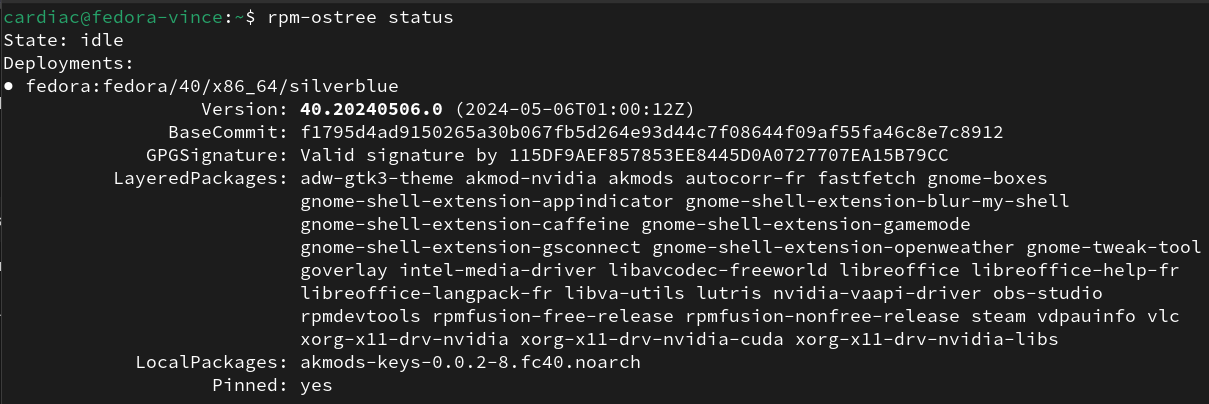 cardiac@fedora-vince:~$ rpm-ostree status
State: idle
Deployments:
● fedora:fedora/40/x86_64/silverblue
Version: 40.20240506.0 (2024-05-06T01:00:12Z)
BaseCommit: f1795d4ad9150265a30b067fb5d264e93d44c7f08644f09af55fa46c8e7c8912
GPGSignature: Valid signature by 115DF9AEF857853EE8445D0A0727707EA15B79CC
LayeredPackages: adw-gtk3-theme akmod-nvidia akmods autocorr-fr fastfetch gnome-boxes
gnome-shell-extension-appindicator gnome-shell-extension-blur-my-shell
gnome-shell-extension-caffeine gnome-shell-extension-gamemode
gnome-shell-extension-gsconnect gnome-shell-extension-openweather gnome-tweak-tool
goverlay intel-media-driver libavcodec-freeworld libreoffice libreoffice-help-fr
libreoffice-langpack-fr libva-utils lutris nvidia-vaapi-driver obs-studio
rpmdevtools rpmfusion-free-release rpmfusion-nonfree-release steam vdpauinfo vlc
xorg-x11-drv-nvidia xorg-x11-drv-nvidia-cuda xorg-x11-drv-nvidia-libs
LocalPackages: akmods-keys-0.0.2-8.fc40.noarch
Pinned: yes